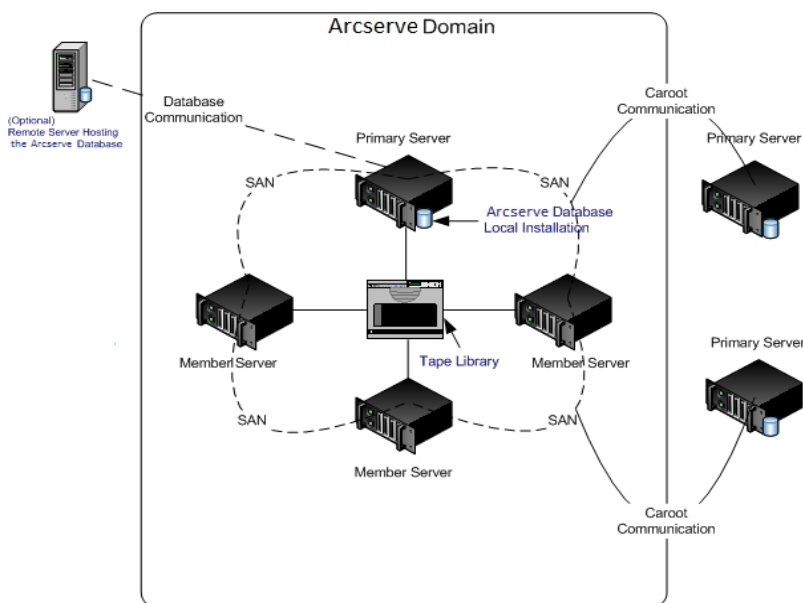 Arcserve Domain
(Optional)
Remote Server Hosting
the Arcserve Database
Database
Communication
Primary Server
SAN
SAN
Arcserve Database
Local Installation
Caroot
Communication
Primary Server
Member Server
Tape Library
Member Server
Primary Server
SAN
SAN
Member Server
Caroot
Communication